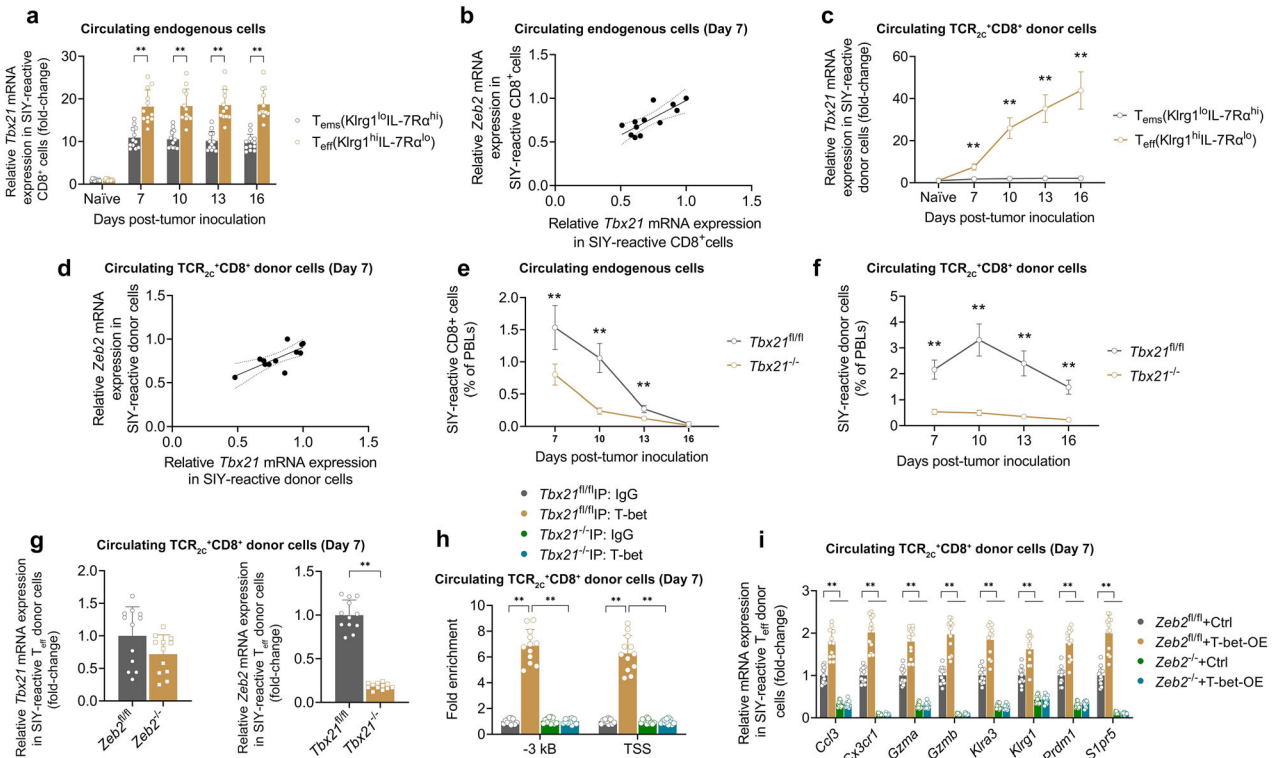 a
Circulating endogenous cells
Relative Tbx21 mRNA
expression in SIY-reactive
CD8⁺ cells (fold-change)
30
20
10
0
** ** ** **
Naïve 7 10 13 16
Days post-tumor inoculation
Tems(Klrg1loIL-7Rαhi)
Teff(Klrg1hiIL-7Rαlo)
b
Circulating endogenous cells (Day 7)
Relative Zeb2 mRNA
expression in
SIY-reactive CD8⁺cells
1.5
1.0
0.5
0.0
0.0 0.5 1.0 1.5
Relative Tbx21 mRNA expression
in SIY-reactive CD8⁺cells
c
Circulating TCR2C⁺CD8⁺ donor cells
Relative Tbx21 mRNA
expression in SIY-reactive
donor cells (fold-change)
60
40
20
0
** ** ** **
Naïve 7 10 13 16
Days post-tumor inoculation
Tems(Klrg1loIL-7Rαhi)
Teff(Klrg1hiIL-7Rαlo)
d
Circulating TCR2C⁺CD8⁺ donor cells (Day 7)
Relative Zeb2 mRNA
expression in
SIY-reactive donor cells
1.5
1.0
0.5
0.0
0.0 0.5 1.0 1.5
Relative Tbx21 mRNA expression
in SIY-reactive donor cells
e
Circulating endogenous cells
SIY-reactive CD8+ cells
(% of PBLs)
2.0
1.5
1.0
0.5
0.0
** ** **
7 10 13 16
Days post-tumor inoculation
Tbx21fl/fl
Tbx21-/-
f
Circulating TCR2C⁺CD8⁺ donor cells
SIY-reactive donor cells
(% of PBLs)
5
4
3
2
1
0
** ** ** **
7 10 13 16
Days post-tumor inoculation
Tbx21fl/fl
Tbx21-/-
g
Circulating TCR2C⁺CD8⁺ donor cells (Day 7)
Relative Tbx21 mRNA expression
in SIY-reactive Teff donor cells
(fold-change)
2.0
1.5
1.0
0.5
0.0
Zeb2fl/fl
Zeb2-/-
Relative Zeb2 mRNA expression
in SIY-reactive Teff donor cells
(fold-change)
1.5
1.0
0.5
0.0
**
Tbx21fl/fl
Tbx21-/-
Tbx21fl/flIP: IgG
Tbx21fl/flIP: T-bet
Tbx21-/-IP: IgG
Tbx21-/-IP: T-bet
h
Circulating TCR2C⁺CD8⁺ donor cells (Day 7)
Fold enrichment
10
8
6
4
2
0
** ** ** **
-3 kB TSS
i
Circulating TCR2C⁺CD8⁺ donor cells (Day 7)
Relative mRNA expression
in SIY-reactive Teff donor
cells (fold-change)
3
2
1
0
** ** ** ** ** ** ** **
Ccl3 Cx3cr1 Gzma Gzmb Klra3 Klrg1 Prdm1 S1pr5
Zeb2fl/fl+Ctrl
Zeb2fl/fl+T-bet-OE
Zeb2-/-+Ctrl
Zeb2-/-+T-bet-OE